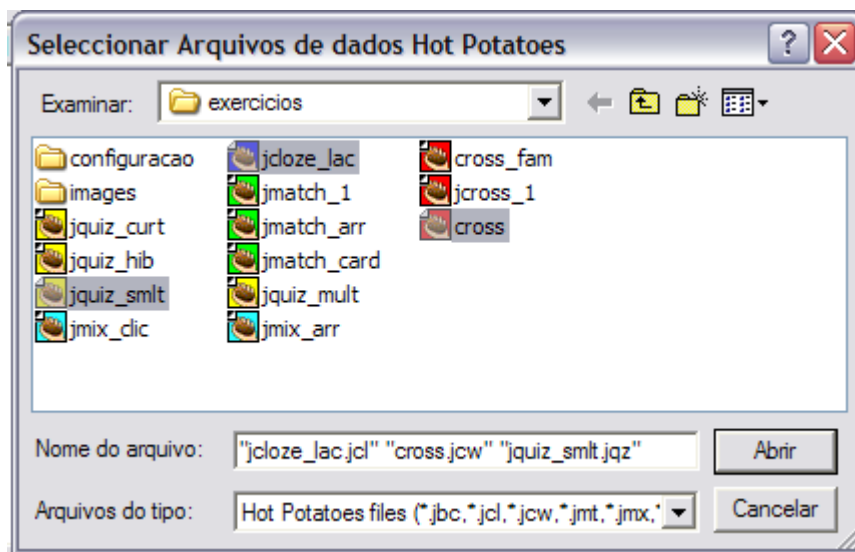 Seleccionar Arquivos de dados Hot Potatoes
Examinar: exercicios
configuracao jcloze_lac cross_fam
images jmatch_1 jcross_1
jquiz_curt jmatch_arr cross
jquiz_hib jmatch_card
jquiz_smlt jquiz_mult
jmix_clic jmix_arr
Nome do arquivo: "jcloze_lac.jcl" "cross.jcw" "jquiz_smlt.jqz" Abrir
Arquivos do tipo: Hot Potatoes files (*.jbc,*.jcl,*.jcw,*.jmt,*.jmx,* Cancelar